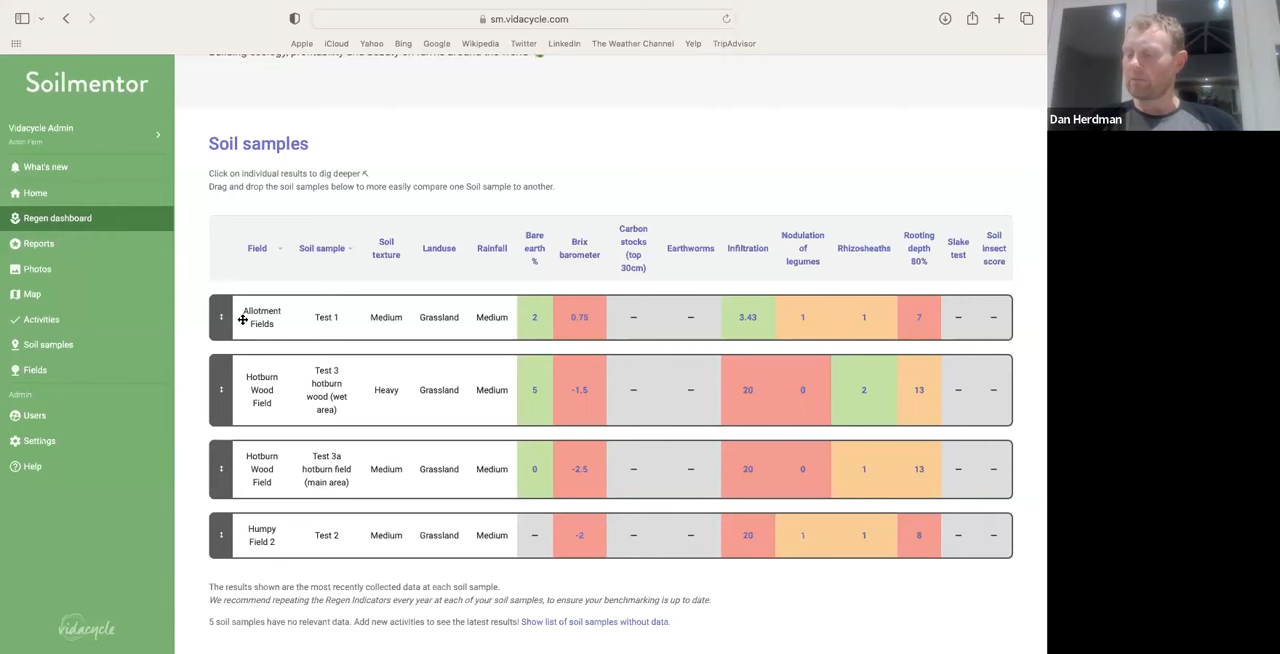 sm.vidacycle.com
Apple iCloud Yahoo Bing Google Wikipedia Twitter LinkedIn The Weather Channel Yelp TripAdvisor
Soilmentor
Vidacycle Admin
What's new
Home
Regen dashboard
Reports
Photos
Map
Activities
Soil samples
Fields
Admin
Users
Settings
Help
vidacycle
Building ecology, profitability and beauty on farms around the world
Soil samples
Click on individual results to dig deeper
Drag and drop the soil samples below to more easily compare one Soil sample to another.
Field Soil sample Soil texture Landuse Rainfall Bare earth % Brix barometer Carbon stocks (top 30cm) Earthworms Infiltration Nodulation of legumes Rhizosheaths Rooting depth 80% Slake test Soil insect score
Allotment Fields Test 1 Medium Grassland Medium 2 0.75 – – 3.43 1 1 7 – –
Hotburn Wood Field Test 3 hotburn wood (wet area) Heavy Grassland Medium 5 -1.5 – – 20 0 2 13 – –
Hotburn Wood Field Test 3a hotburn field (main area) Medium Grassland Medium 0 -2.5 – – 20 0 1 13 – –
Humpy Field 2 Test 2 Medium Grassland Medium – -2 – – 20 1 1 8 – –
The results shown are the most recently collected data at each soil sample.
We recommend repeating the Regen Indicators every year at each of your soil samples, to ensure your benchmarking is up to date.
5 soil samples have no relevant data. Add new activities to see the latest results! Show list of soil samples without data.
Dan Herdman